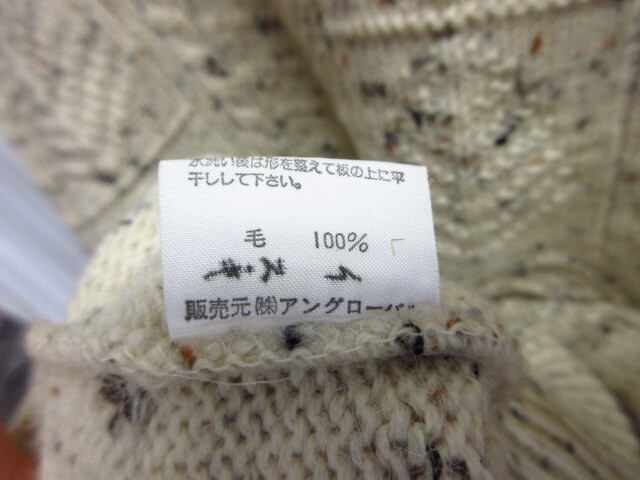 水洗い後は形を整えて板の上に平
干しして下さい。
毛 100%
販売元㈱アングローバル